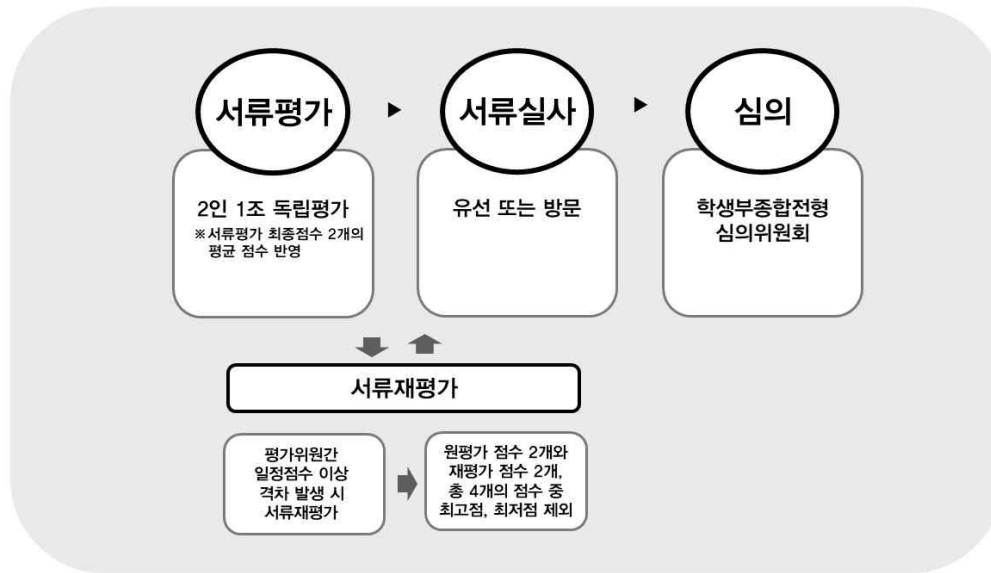 서류평가
▶
서류실사
▶
심의
2인 1조 독립평가
※ 서류평가 최종점수 2개의
평균 점수 반영
유선 또는 방문
학생부종합전형
심의위원회
서류재평가
평가위원간
일정점수 이상
격차 발생 시
서류재평가
원평가 점수 2개와
재평가 점수 2개,
총 4개의 점수 중
최고점, 최저점 제외